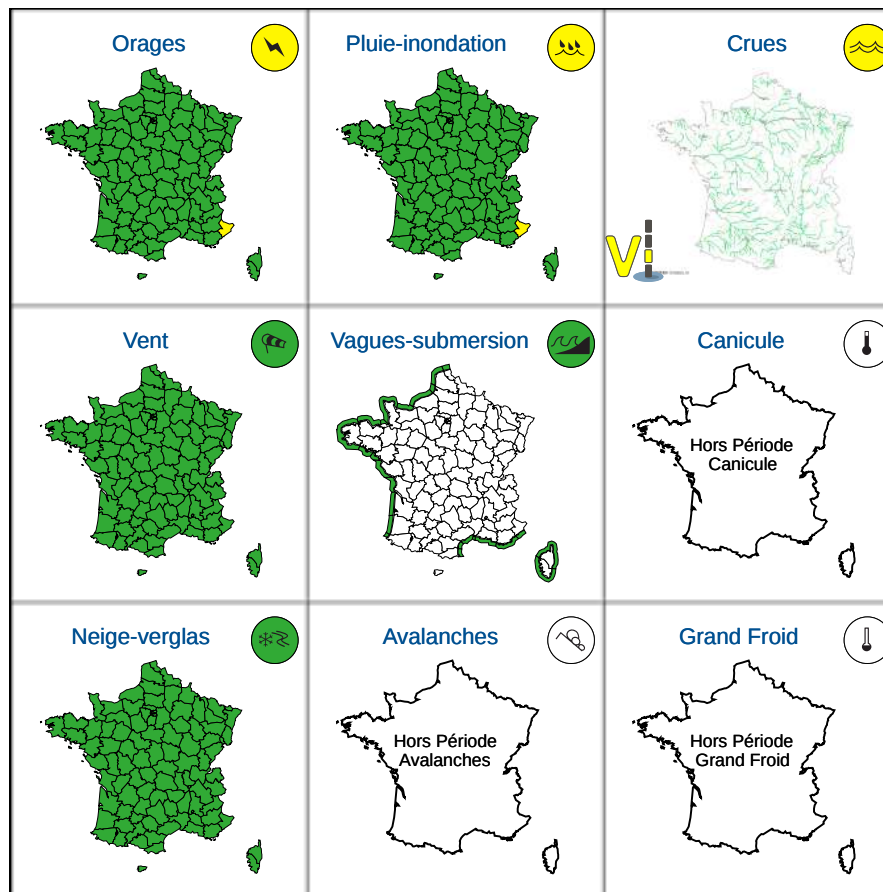 Orages
Pluie-inondation
Crues
Vi
Vent
Vagues-submersion
Canicule
Hors Période
Canicule
Neige-verglas
Avalanches
Hors Période
Avalanches
Grand Froid
Hors Période
Grand Froid